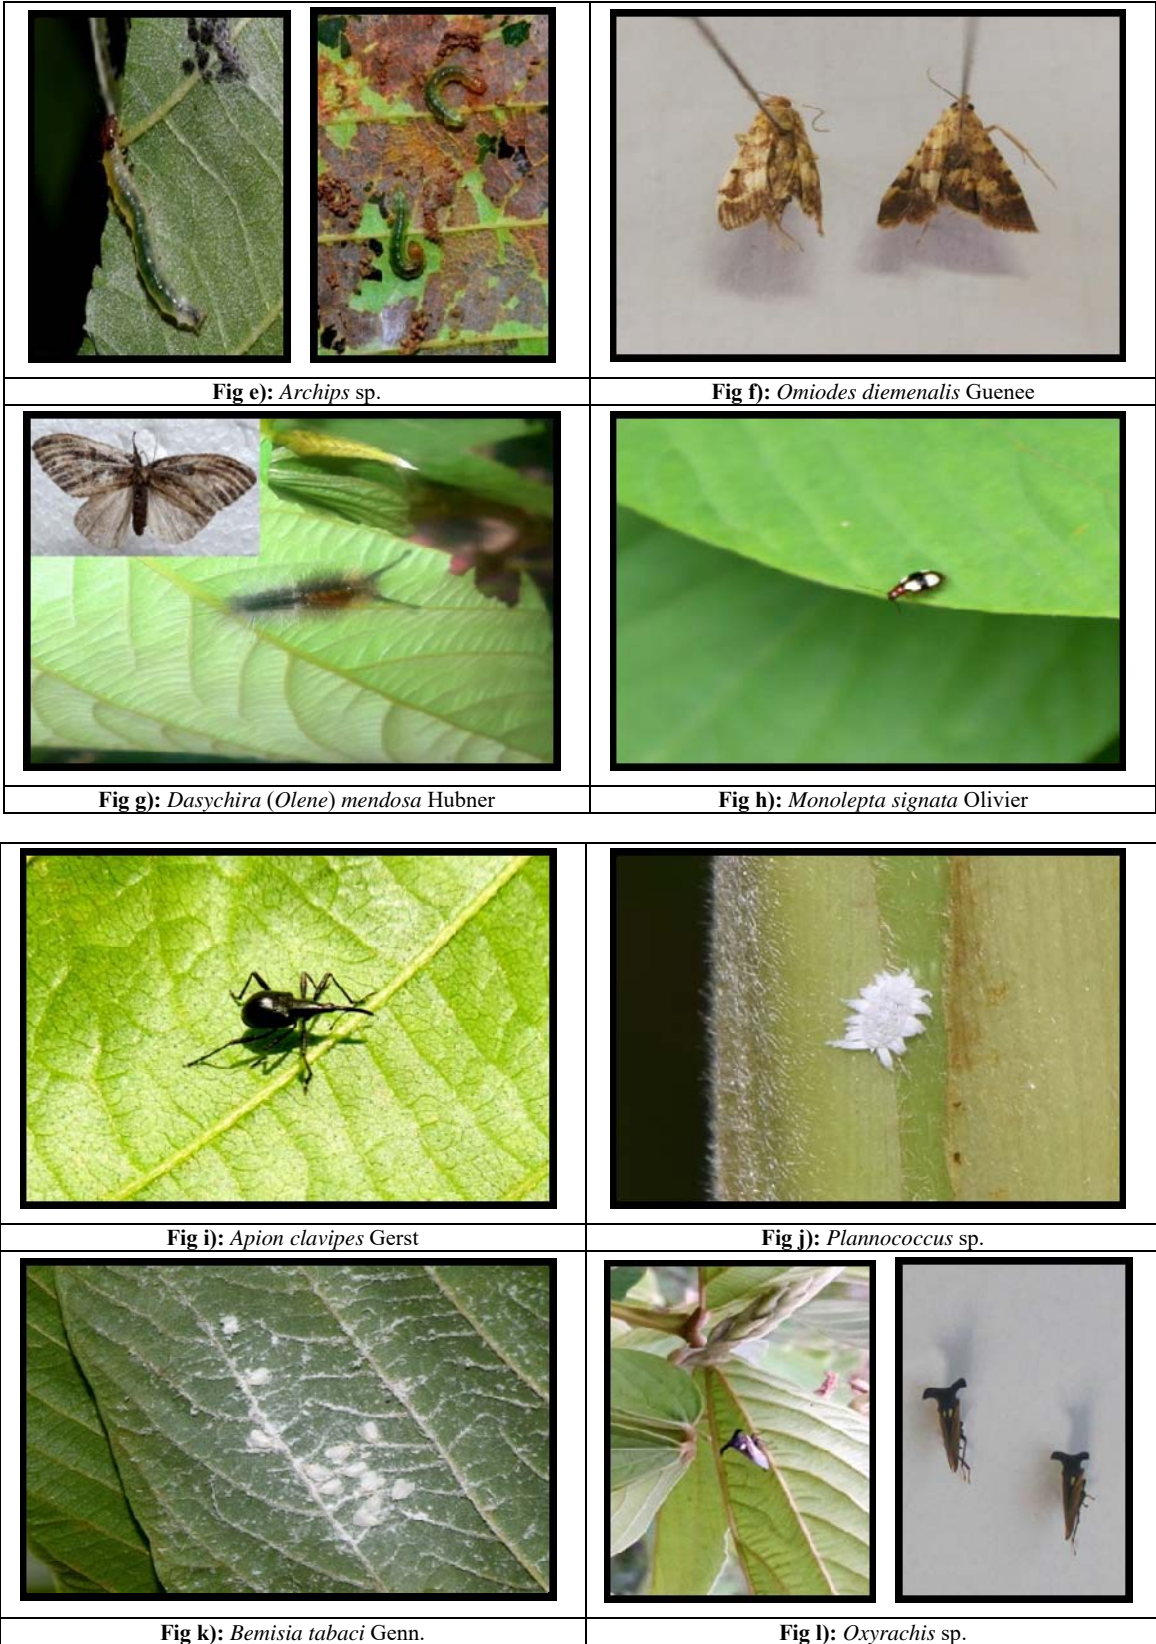 Fig e): Archips sp.
Fig f): Omiodes diemenalis Guenee
Fig g): Dasychira (Olene) mendosa Hubner
Fig h): Monolepta signata Olivier
Fig i): Apion clavipes Gerst
Fig j): Plannococcus sp.
Fig k): Bemisia tabaci Genn.
Fig l): Oxyrachis sp.